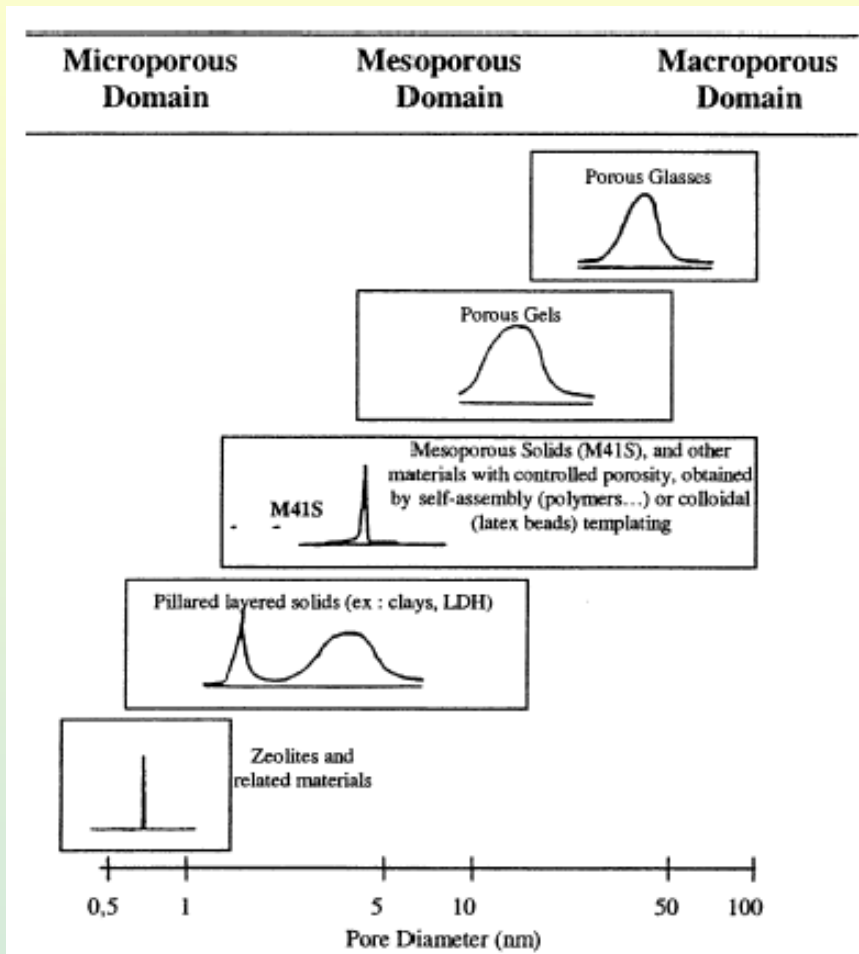 Microporous Domain
Mesoporous Domain
Macroporous Domain
Porous Glasses
Porous Gels
Mesoporous Solids (M41S), and other
materials with controlled porosity, obtained
by self-assembly (polymers...) or colloidal
(latex beads) templating
M41S
Pillared layered solids (ex : clays, LDH)
Zeolites and
related materials
0,5 1 5 10 50 100
Pore Diameter (nm)